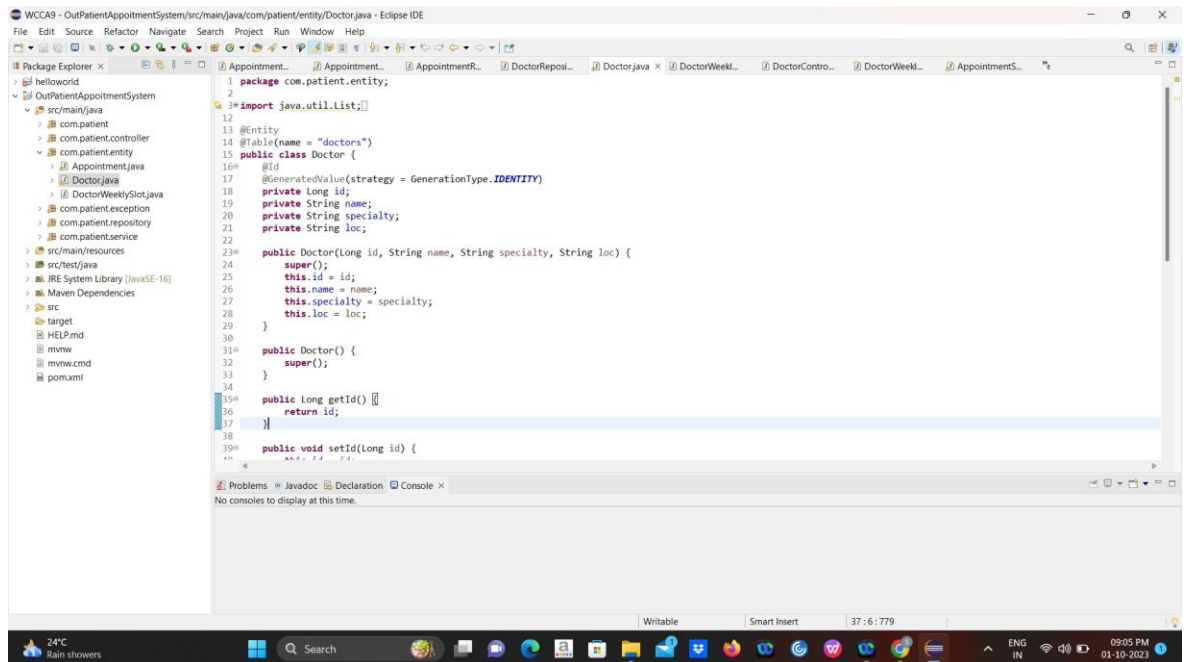 WCCA9 - OutPatientAppoitmentSystem/src/main/java/com/patient/entity/Doctor.java - Eclipse IDE
File Edit Source Refactor Navigate Search Project Run Window Help
Package Explorer
Appointment... Appointment... AppointmentR... DoctorReposi... Doctor.java DoctorWeekl... DoctorContro... DoctorWeekl... AppointmentS...
helloworld
OutPatientAppoitmentSystem
src/main/java
com.patient
com.patient.controller
com.patient.entity
Appointment.java
Doctor.java
DoctorWeeklySlot.java
com.patient.exception
com.patient.repository
com.patient.service
src/main/resources
src/test/java
JRE System Library [JavaSE-16]
Maven Dependencies
src
target
HELP.md
mvnw
mvnw.cmd
pom.xml
1 package com.patient.entity;
2
3 import java.util.List;
12
13 @Entity
14 @Table(name = "doctors")
15 public class Doctor {
16 @Id
17 @GeneratedValue(strategy = GenerationType.IDENTITY)
18 private Long id;
19 private String name;
20 private String specialty;
21 private String loc;
22
23 public Doctor(Long id, String name, String specialty, String loc) {
24 super();
25 this.id = id;
26 this.name = name;
27 this.specialty = specialty;
28 this.loc = loc;
29 }
30
31 public Doctor() {
32 super();
33 }
34
35 public Long getId() {
36 return id;
37 }
38
39 public void setId(Long id) {
Problems Javadoc Declaration Console
No consoles to display at this time.
Writable Smart Insert 37 : 6 : 779
24°C
Rain showers
Search
ENG
IN
09:05 PM
01-10-2023